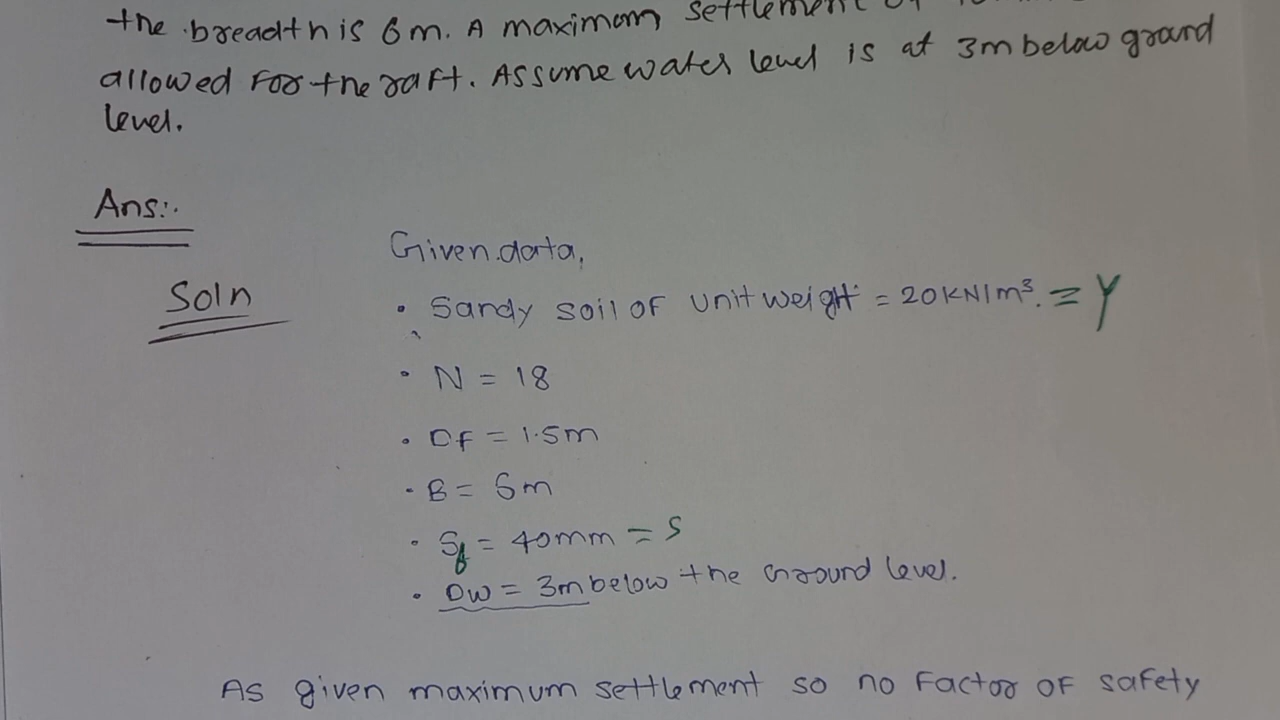 the breadth is 6m. A maximum settlement of
allowed For the raft. Assume water level is at 3m below ground
level.
Ans:.
Given data,
Soln
• Sandy soil of unit weight = 20KN/m³. = γ
• N = 18
• Df = 1.5m
• B = 6m
• Sf = 40mm = S
• Dw = 3m below the Ground level.
As given maximum settlement so no Factor OF safety